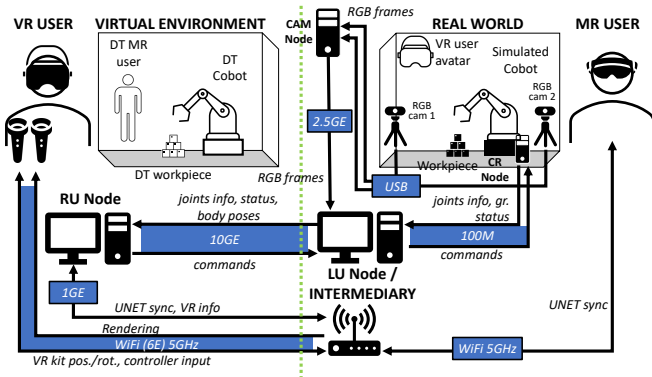 VR USER
VIRTUAL ENVIRONMENT
CAM
Node
RGB frames
REAL WORLD
MR USER
DT MR
user
DT
Cobot
VR user
avatar
Simulated
Cobot
RGB
cam 1
RGB
cam 2
2.5GE
DT workpiece
RGB frames
Workpiece
CR
Node
USB
RU Node
joints info, status,
body poses
10GE
commands
joints info, gr.
status
100M
commands
LU Node /
INTERMEDIARY
1GE
UNET sync, VR info
UNET sync
Rendering
WiFi (6E) 5GHz
WiFi 5GHz
VR kit pos./rot., controller input